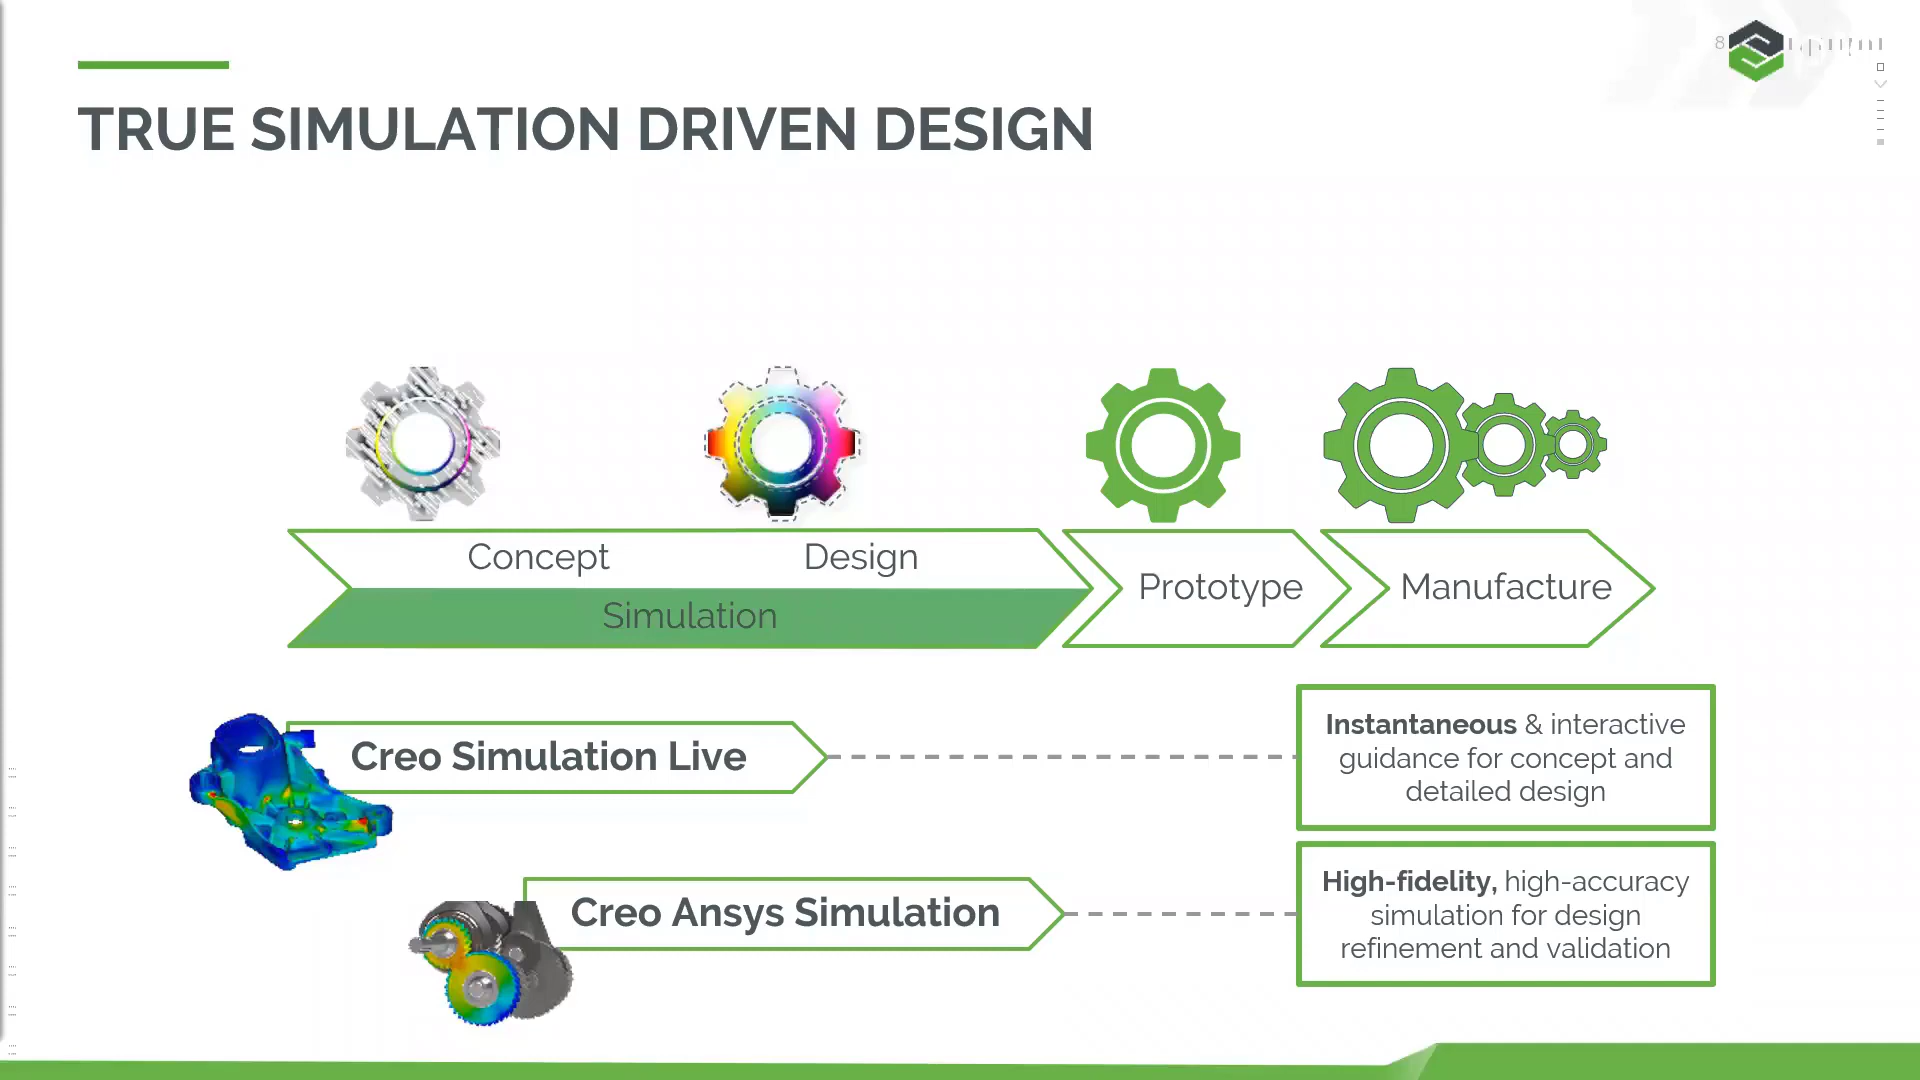 8
TRUE SIMULATION DRIVEN DESIGN
Concept
Design
Simulation
Prototype
Manufacture
Creo Simulation Live
Instantaneous & interactive
guidance for concept and
detailed design
Creo Ansys Simulation
High-fidelity, high-accuracy
simulation for design
refinement and validation